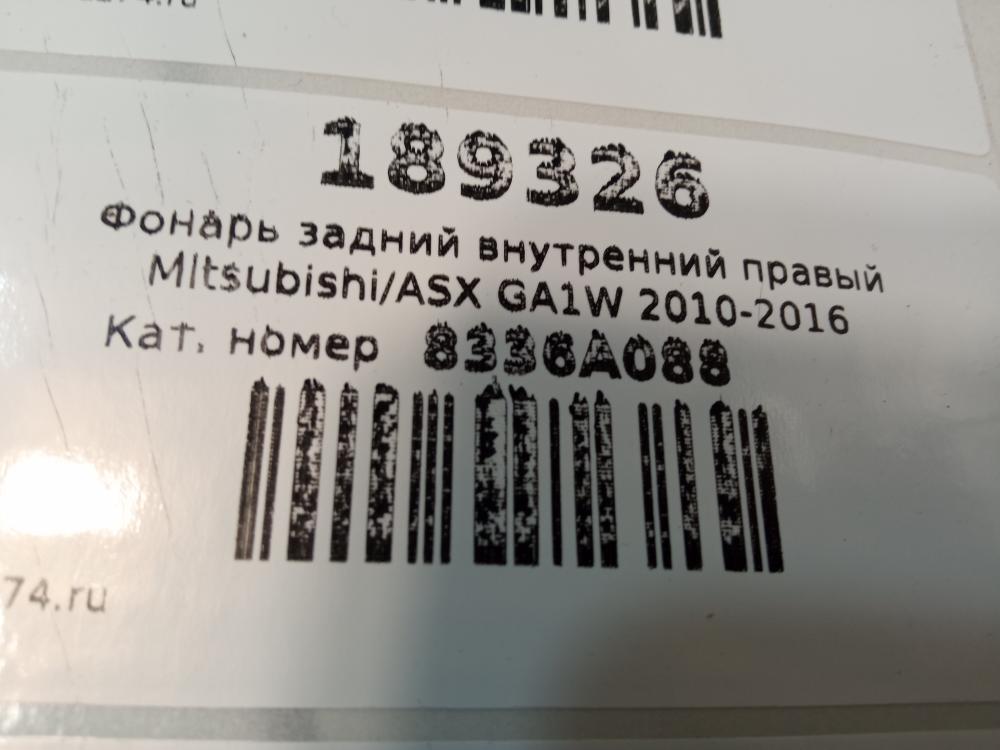 189326
Фонарь задний внутренний правый
Mitsubishi/ASX GA1W 2010-2016
Кат. номер 8336A088
74.ru